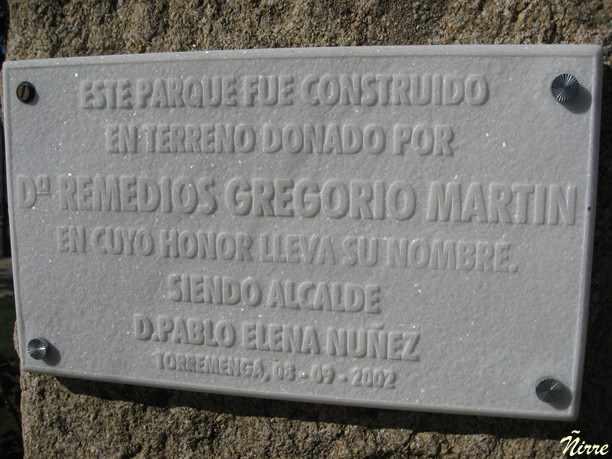 ESTE PARQUE FUE CONSTRUIDO
EN TERRENO DONADO POR
Dª REMEDIOS GREGORIO MARTIN
EN CUYO HONOR LLEVA SU NOMBRE.
SIENDO ALCALDE
D.PABLO ELENA NUÑEZ
TORREMENGA, 08 - 09 - 2002
Ñirre